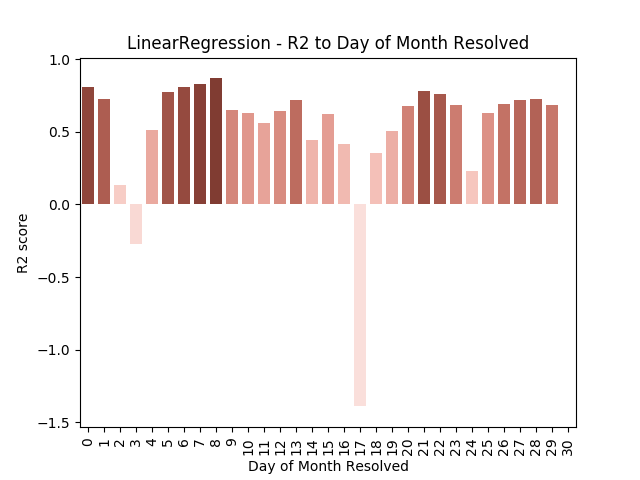 LinearRegression - R2 to Day of Month Resolved
1.0
0.5
0.0
−0.5
−1.0
−1.5
R2 score
0 1 2 3 4 5 6 7 8 9 10 11 12 13 14 15 16 17 18 19 20 21 22 23 24 25 26 27 28 29 30
Day of Month Resolved